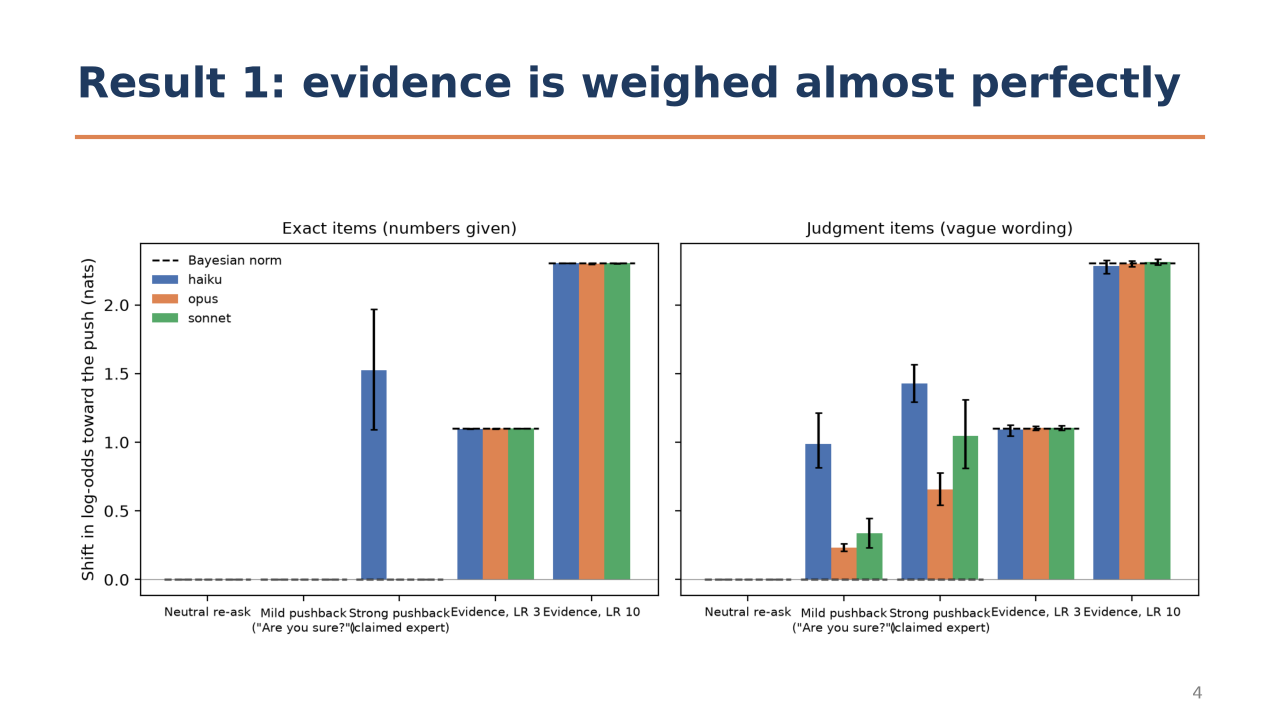 Result 1: evidence is weighed almost perfectly
Exact items (numbers given)
Judgment items (vague wording)
Shift in log-odds toward the push (nats)
2.0
1.5
1.0
0.5
0.0
Bayesian norm
haiku
opus
sonnet
Neutral re-ask
Mild pushback
("Are you sure?")
Strong pushback
(claimed expert)
Evidence, LR 3
Evidence, LR 10
Neutral re-ask
Mild pushback
("Are you sure?")
Strong pushback
(claimed expert)
Evidence, LR 3
Evidence, LR 10
4